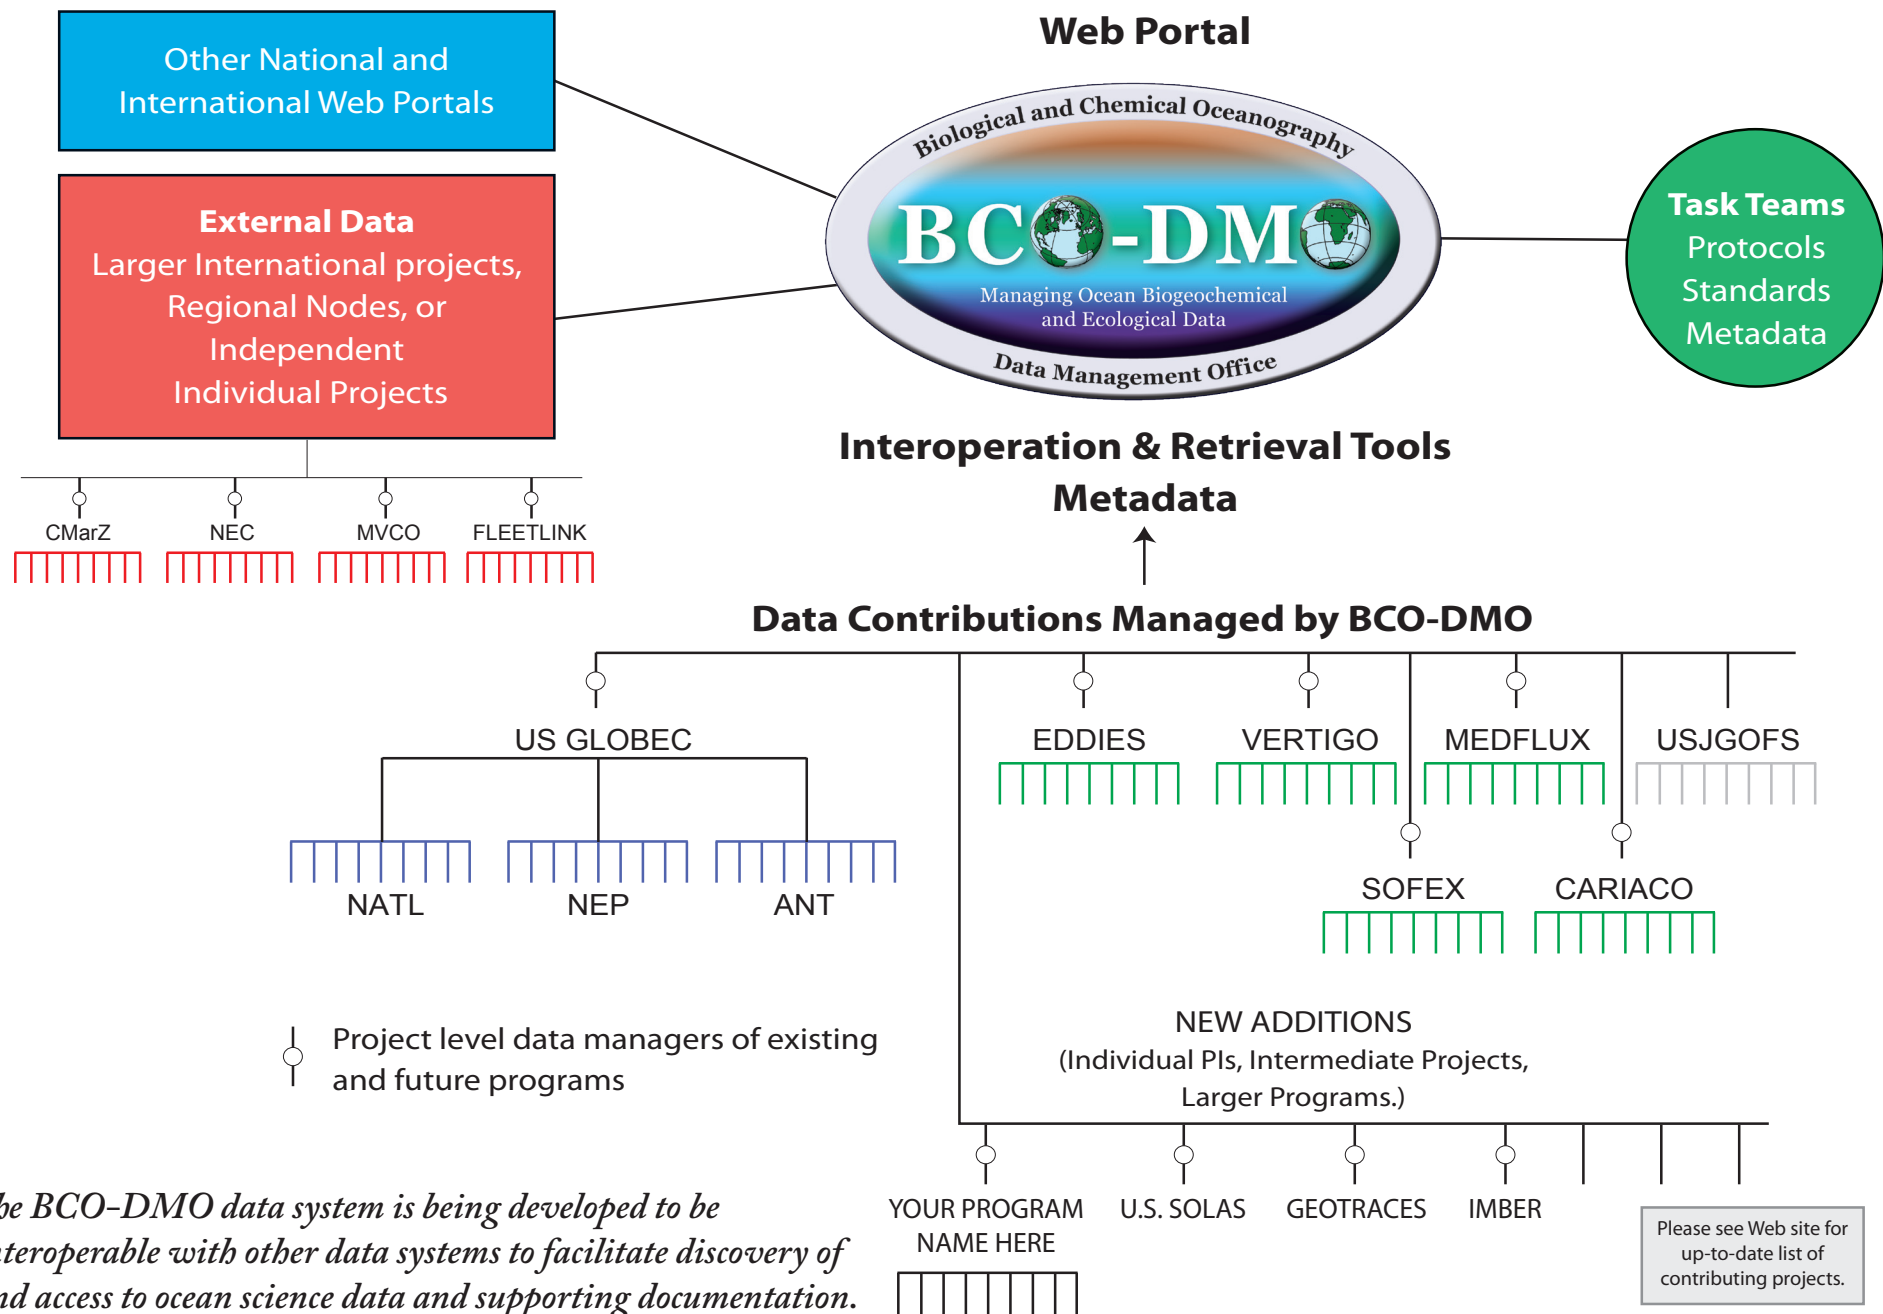 Web Portal
Other National and
International Web Portals
External Data
Larger International projects,
Regional Nodes, or
Independent
Individual Projects
Biological and Chemical Oceanography
BCO-DMO
Managing Ocean Biogeochemical
and Ecological Data
Data Management Office
Task Teams
Protocols
Standards
Metadata
Interoperation & Retrieval Tools
Metadata
CMarZ
NEC
MVCO
FLEETLINK
Data Contributions Managed by BCO-DMO
US GLOBEC
EDDIES
VERTIGO
MEDFLUX
USJGOFS
NATL
NEP
ANT
SOFEX
CARIACO
Project level data managers of existing
and future programs
NEW ADDITIONS
(Individual PIs, Intermediate Projects,
Larger Programs.)
YOUR PROGRAM
NAME HERE
U.S. SOLAS
GEOTRACES
IMBER
he BCO-DMO data system is being developed to be
nteroperable with other data systems to facilitate discovery of
nd access to ocean science data and supporting documentation.
Please see Web site for
up-to-date list of
contributing projects.